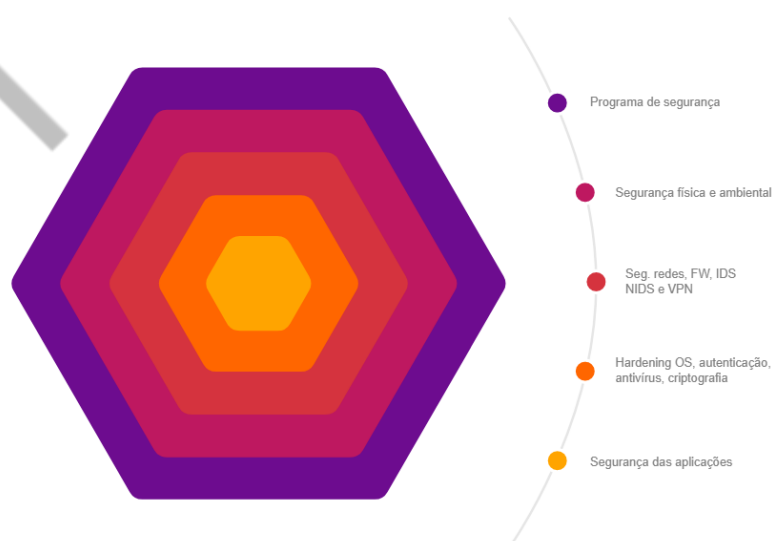 Programa de segurança
Segurança física e ambiental
Seg. redes, FW, IDS
NIDS e VPN
Hardening OS, autenticação,
antivírus, criptografia
Segurança das aplicações